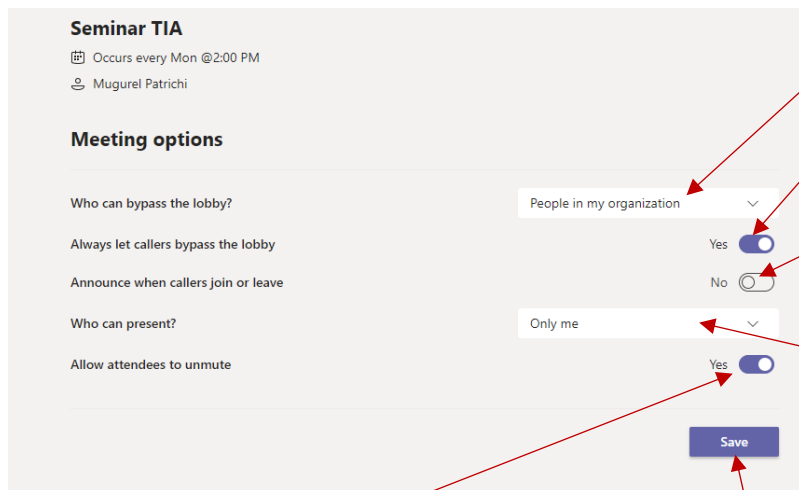 Seminar TIA
Occurs every Mon @2:00 PM
Mugurel Patrichi
Meeting options
Who can bypass the lobby? People in my organization
Always let callers bypass the lobby Yes
Announce when callers join or leave No
Who can present? Only me
Allow attendees to unmute Yes
Save